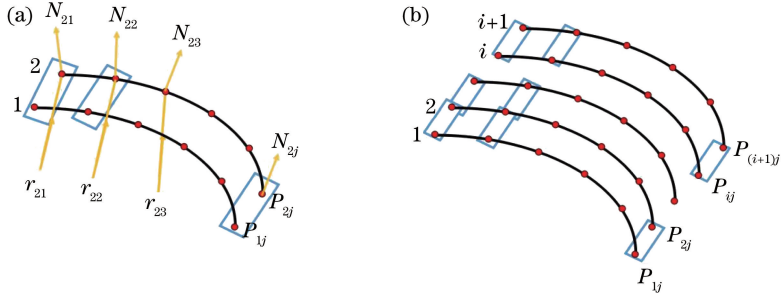 (a)
N₂₁
N₂₂
N₂₃
2
1
r₂₁
r₂₂
r₂₃
N₂ⱼ
P₂ⱼ
P₁ⱼ
(b)
i+1
i
2
1
P₍ᵢ₊₁₎ⱼ
Pᵢⱼ
P₂ⱼ
P₁ⱼ